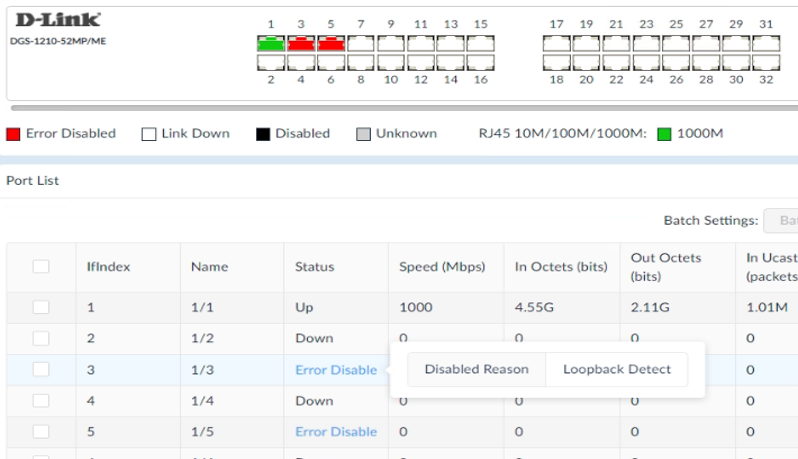 D-Link
DGS-1210-52MP/ME
1 3 5 7 9 11 13 15 17 19 21 23 25 27 29 31
2 4 6 8 10 12 14 16 18 20 22 24 26 28 30 32
Error Disabled Link Down Disabled Unknown RJ45 10M/100M/1000M: 1000M
Port List
Batch Settings: Bat
IfIndex Name Status Speed (Mbps) In Octets (bits) Out Octets (bits) In Ucast (packets
1 1/1 Up 1000 4.55G 2.11G 1.01M
2 1/2 Down 0 0 0 0
3 1/3 Error Disable Disabled Reason Loopback Detect 0
4 1/4 Down 0 0 0 0
5 1/5 Error Disable 0 0 0 0